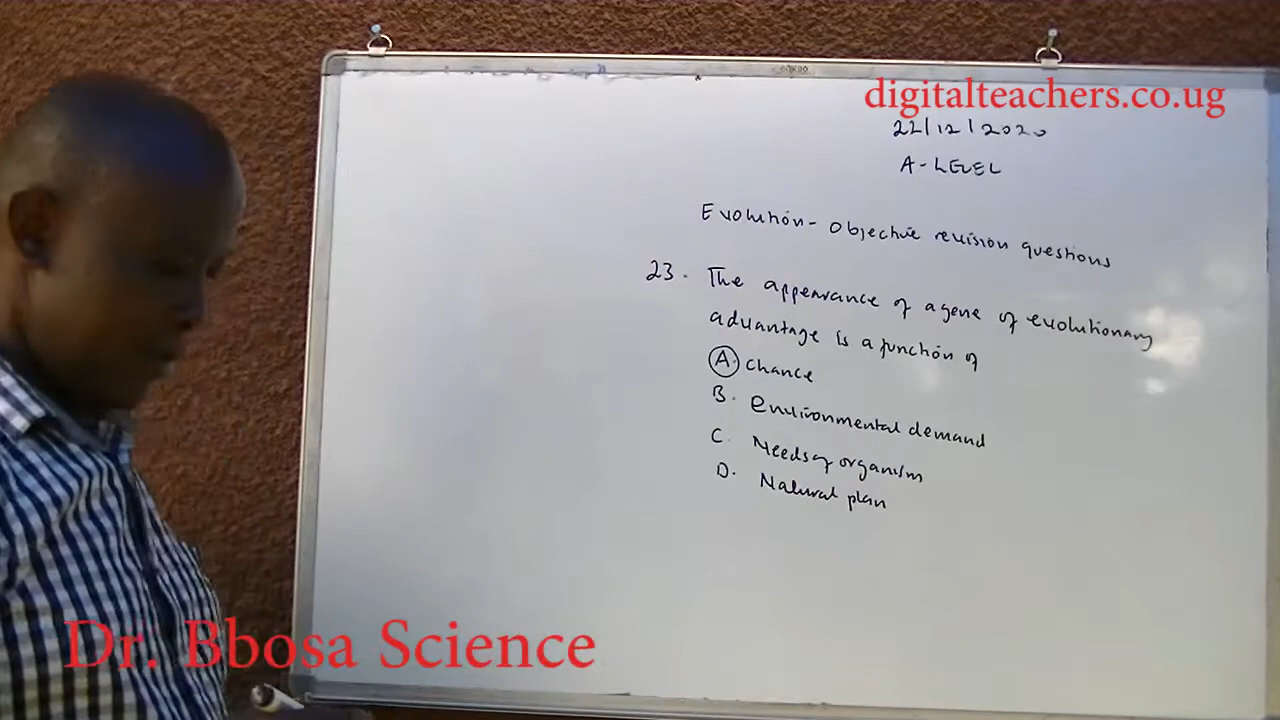 digitalteachers.co.ug
22/12/2020
A-LEVEL
Evolution- Objective revision questions
23. The appearance of a gene of evolutionary
advantage is a function of
A. Chance
B. environmental demand
C. Needs of organism
D. Natural plan
Dr. Bbosa Science